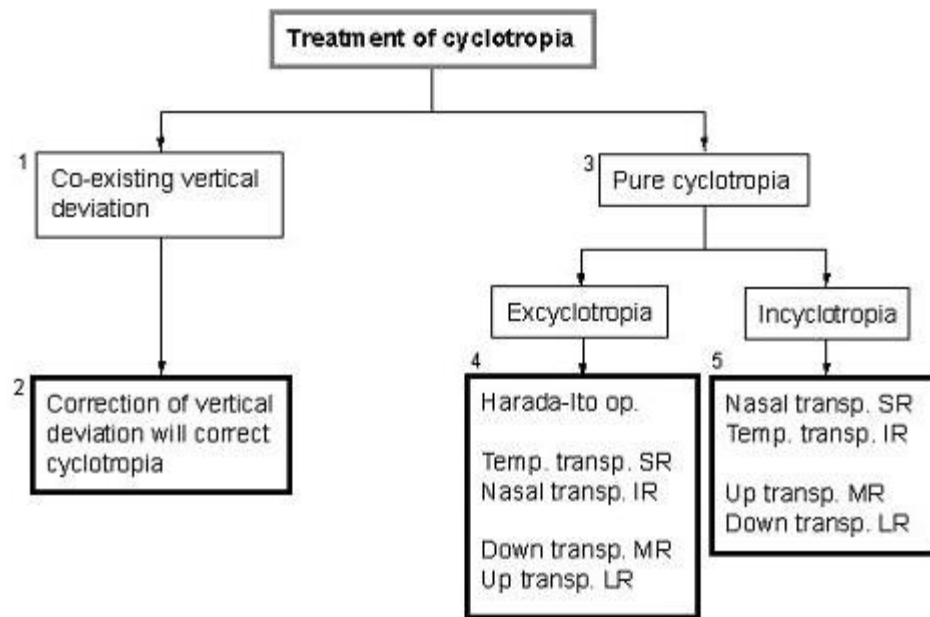 Treatment of cyclotropia
1
Co-existing vertical
deviation
3
Pure cyclotropia
Excyclotropia
Incyclotropia
2
Correction of vertical
deviation will correct
cyclotropia
4
Harada-Ito op.
Temp. transp. SR
Nasal transp. IR
Down transp. MR
Up transp. LR
5
Nasal transp. SR
Temp. transp. IR
Up transp. MR
Down transp. LR